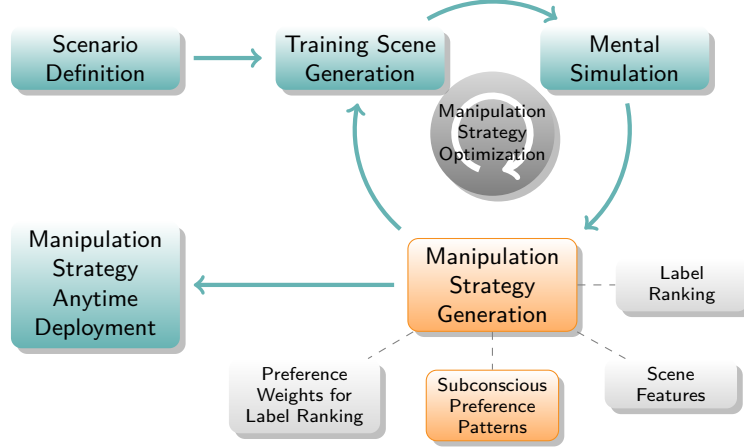 Scenario
Definition
Training Scene
Generation
Mental
Simulation
Manipulation
Strategy
Optimization
Manipulation
Strategy
Anytime
Deployment
Manipulation
Strategy
Generation
Label
Ranking
Preference
Weights for
Label Ranking
Subconscious
Preference
Patterns
Scene
Features